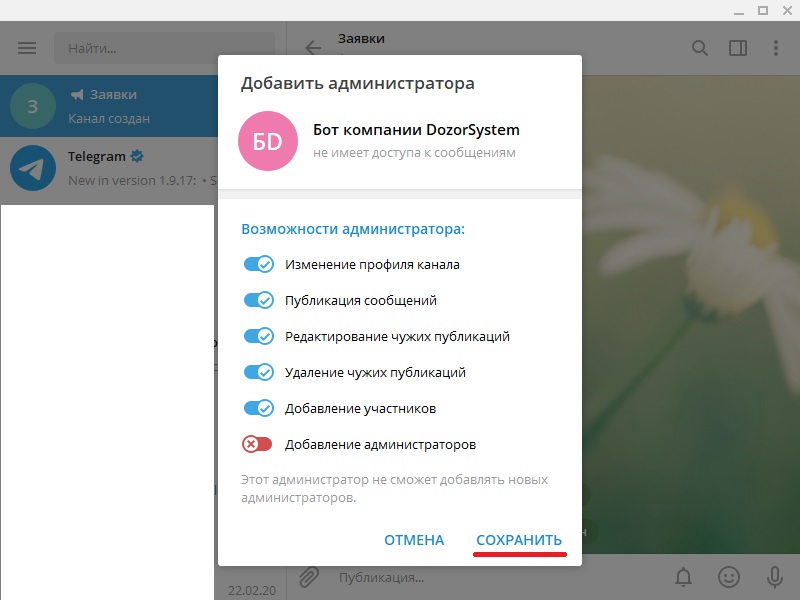 Найти...
Заявки
З
Заявки
Канал создан
Telegram
New in version 1.9.17: • S
Добавить администратора
БD
Бот компании DozorSystem
не имеет доступа к сообщениям
Возможности администратора:
Изменение профиля канала
Публикация сообщений
Редактирование чужих публикаций
Удаление чужих публикаций
Добавление участников
Добавление администраторов
Этот администратор не сможет добавлять новых
администраторов.
ОТМЕНА
СОХРАНИТЬ
22.02.20
Публикация...